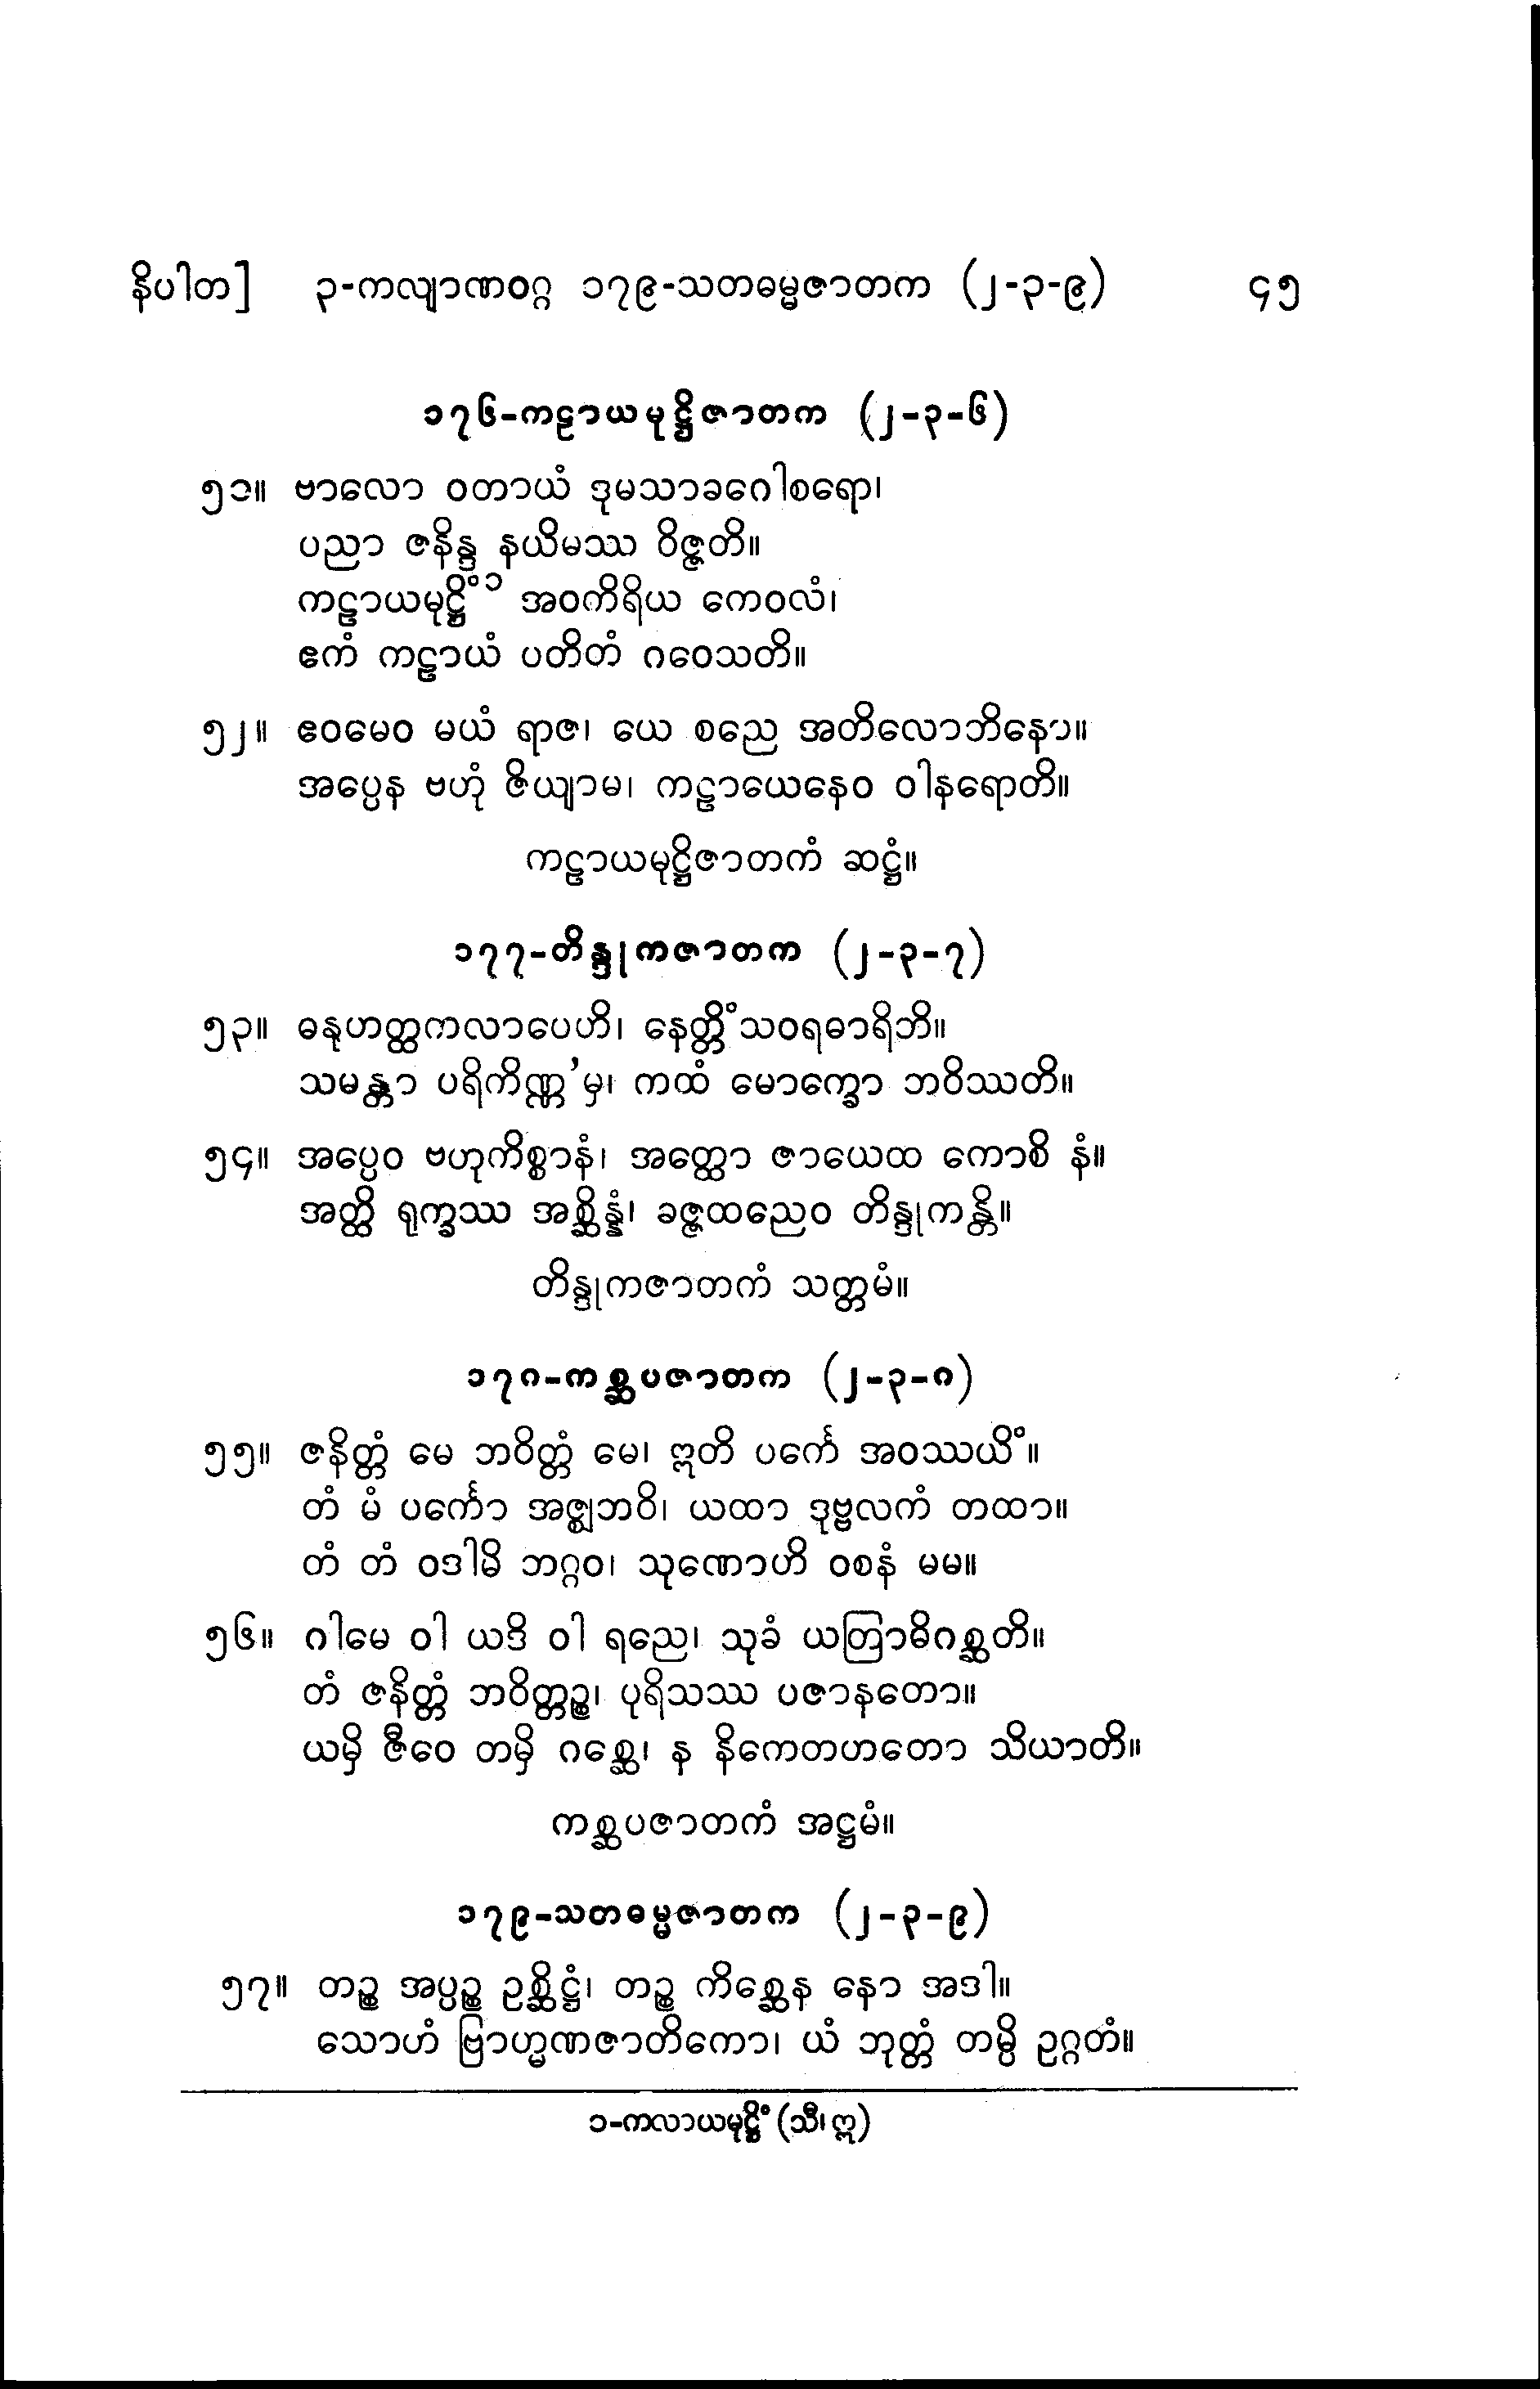 နိပါတ] ၃-ကလျာဏဝဂ္ဂ ၁၇၉-သတဓမ္မဇာတက (၂-၃-၉) ၄၅
၁၇၆-ကဠာယမုဋ္ဌိဇာတက (၂-၃-၆)
၅၁။ ဗာလော ဝတာယံ ဒုမသာခဂေါစရော၊
ပညာ ဇနိန္ဒ နယိမဿ ဝိဇ္ဇတိ။
ကဠာယမုဋ္ဌိံ ၁ အဝကိရိယ ကေဝလံ၊
ဧကံ ကဠာယံ ပတိတံ ဂဝေသတိ။
၅၂။ ဧဝမေဝ မယံ ရာဇ၊ ယေ စညေ အတိလောဘိနော။
အပ္ပေန ဗဟုံ ဇိယျာမ၊ ကဠာယေနေဝ ဝါနရောတိ။
ကဠာယမုဋ္ဌိဇာတကံ ဆဋ္ဌံ။
၁၇၇-တိန္ဒုကဇာတက (၂-၃-၇)
၅၃။ ဓနုဟတ္ထကလာပေဟိ၊ နေတ္တိံသဝရဓာရိဘိ။
သမန္တာ ပရိကိဏ္ဏ’မှ၊ ကထံ မောက္ခော ဘဝိဿတိ။
၅၄။ အပ္ပေဝ ဗဟုကိစ္စာနံ၊ အတ္ထော ဇာယေထ ကောစိ နံ။
အတ္ထိ ရုက္ခဿ အစ္ဆိန္နံ၊ ခဇ္ဇထညေဝ တိန္ဒုကန္တိ။
တိန္ဒုကဇာတကံ သတ္တမံ။
၁၇၈-ကစ္ဆပဇာတက (၂-၃-၈)
၅၅။ ဇနိတ္တံ မေ ဘဝိတ္တံ မေ၊ ဣတိ ပင်္ကေ အဝဿယိံ။
တံ မံ ပင်္ကော အဇ္ဈဘဝိ၊ ယထာ ဒုဗ္ဗလကံ တထာ။
တံ တံ ဝဒါမိ ဘဂ္ဂဝ၊ သုဏောဟိ ဝစနံ မမ။
၅၆။ ဂါမေ ဝါ ယဒိ ဝါ ရညေ၊ သုခံ ယတြာဓိဂစ္ဆတိ။
တံ ဇနိတ္တံ ဘဝိတ္တဉ္စ၊ ပုရိသဿ ပဇာနတော။
ယမှိ ဇီဝေ တမှိ ဂစ္ဆေ၊ န နိကေတဟတော သိယာတိ။
ကစ္ဆပဇာတကံ အဋ္ဌမံ။
၁၇၉-သတဓမ္မဇာတက (၂-၃-၉)
၅၇။ တဉ္စ အပ္ပဉ္စ ဥစ္ဆိဋ္ဌံ၊ တဉ္စ ကိစ္ဆေန နော အဒါ။
သောဟံ ဗြာဟ္မဏဇာတိကော၊ ယံ ဘုတ္တံ တမ္ပိ ဥဂ္ဂတံ။
၁-ကလာယမုဋ္ဌိံ (သီ၊ ဣ)